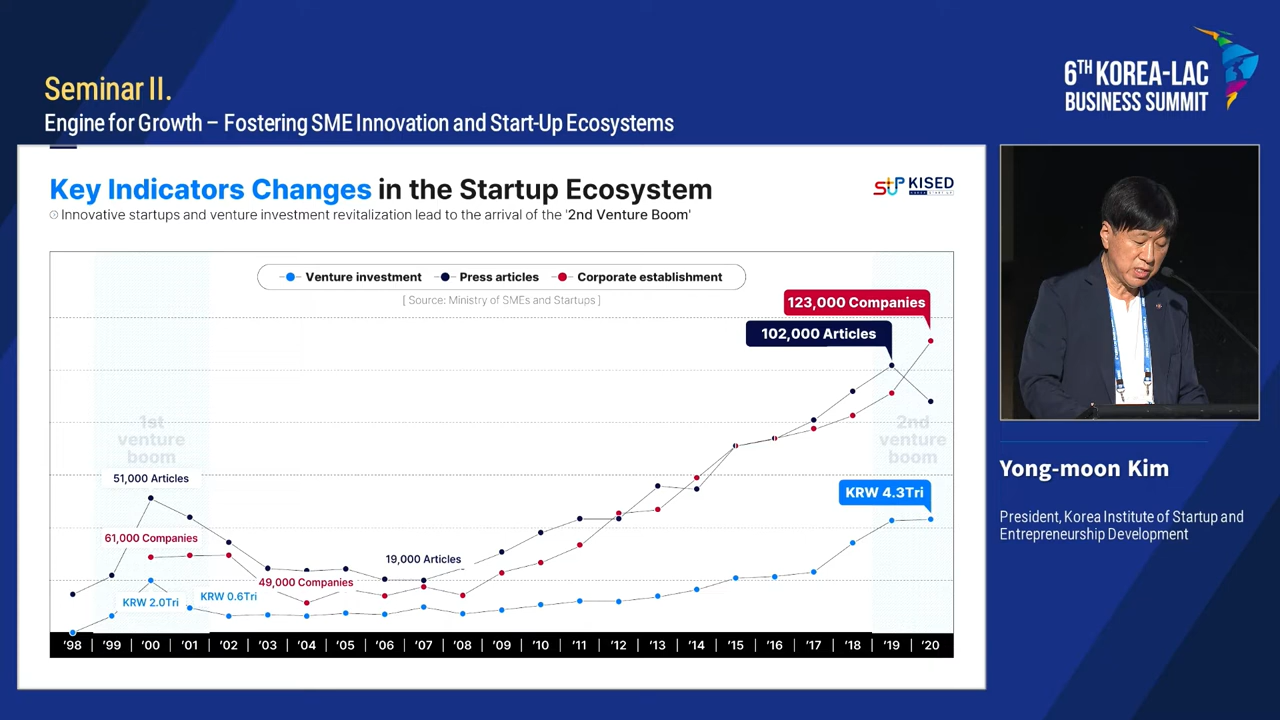 Seminar II.
Engine for Growth – Fostering SME Innovation and Start-Up Ecosystems
6TH KOREA-LAC
BUSINESS SUMMIT
Key Indicators Changes in the Startup Ecosystem
Innovative startups and venture investment revitalization lead to the arrival of the '2nd Venture Boom'
StUP KISED
Venture investment
Press articles
Corporate establishment
[ Source: Ministry of SMEs and Startups ]
123,000 Companies
102,000 Articles
1st
venture
boom
2nd
venture
boom
51,000 Articles
KRW 4.3Tri
61,000 Companies
19,000 Articles
49,000 Companies
KRW 2.0Tri
KRW 0.6Tri
'98 | '99 | '00 | '01 | '02 | '03 | '04 | '05 | '06 | '07 | '08 | '09 | '10 | '11 | '12 | '13 | '14 | '15 | '16 | '17 | '18 | '19 | '20
Yong-moon Kim
President, Korea Institute of Startup and
Entrepreneurship Development